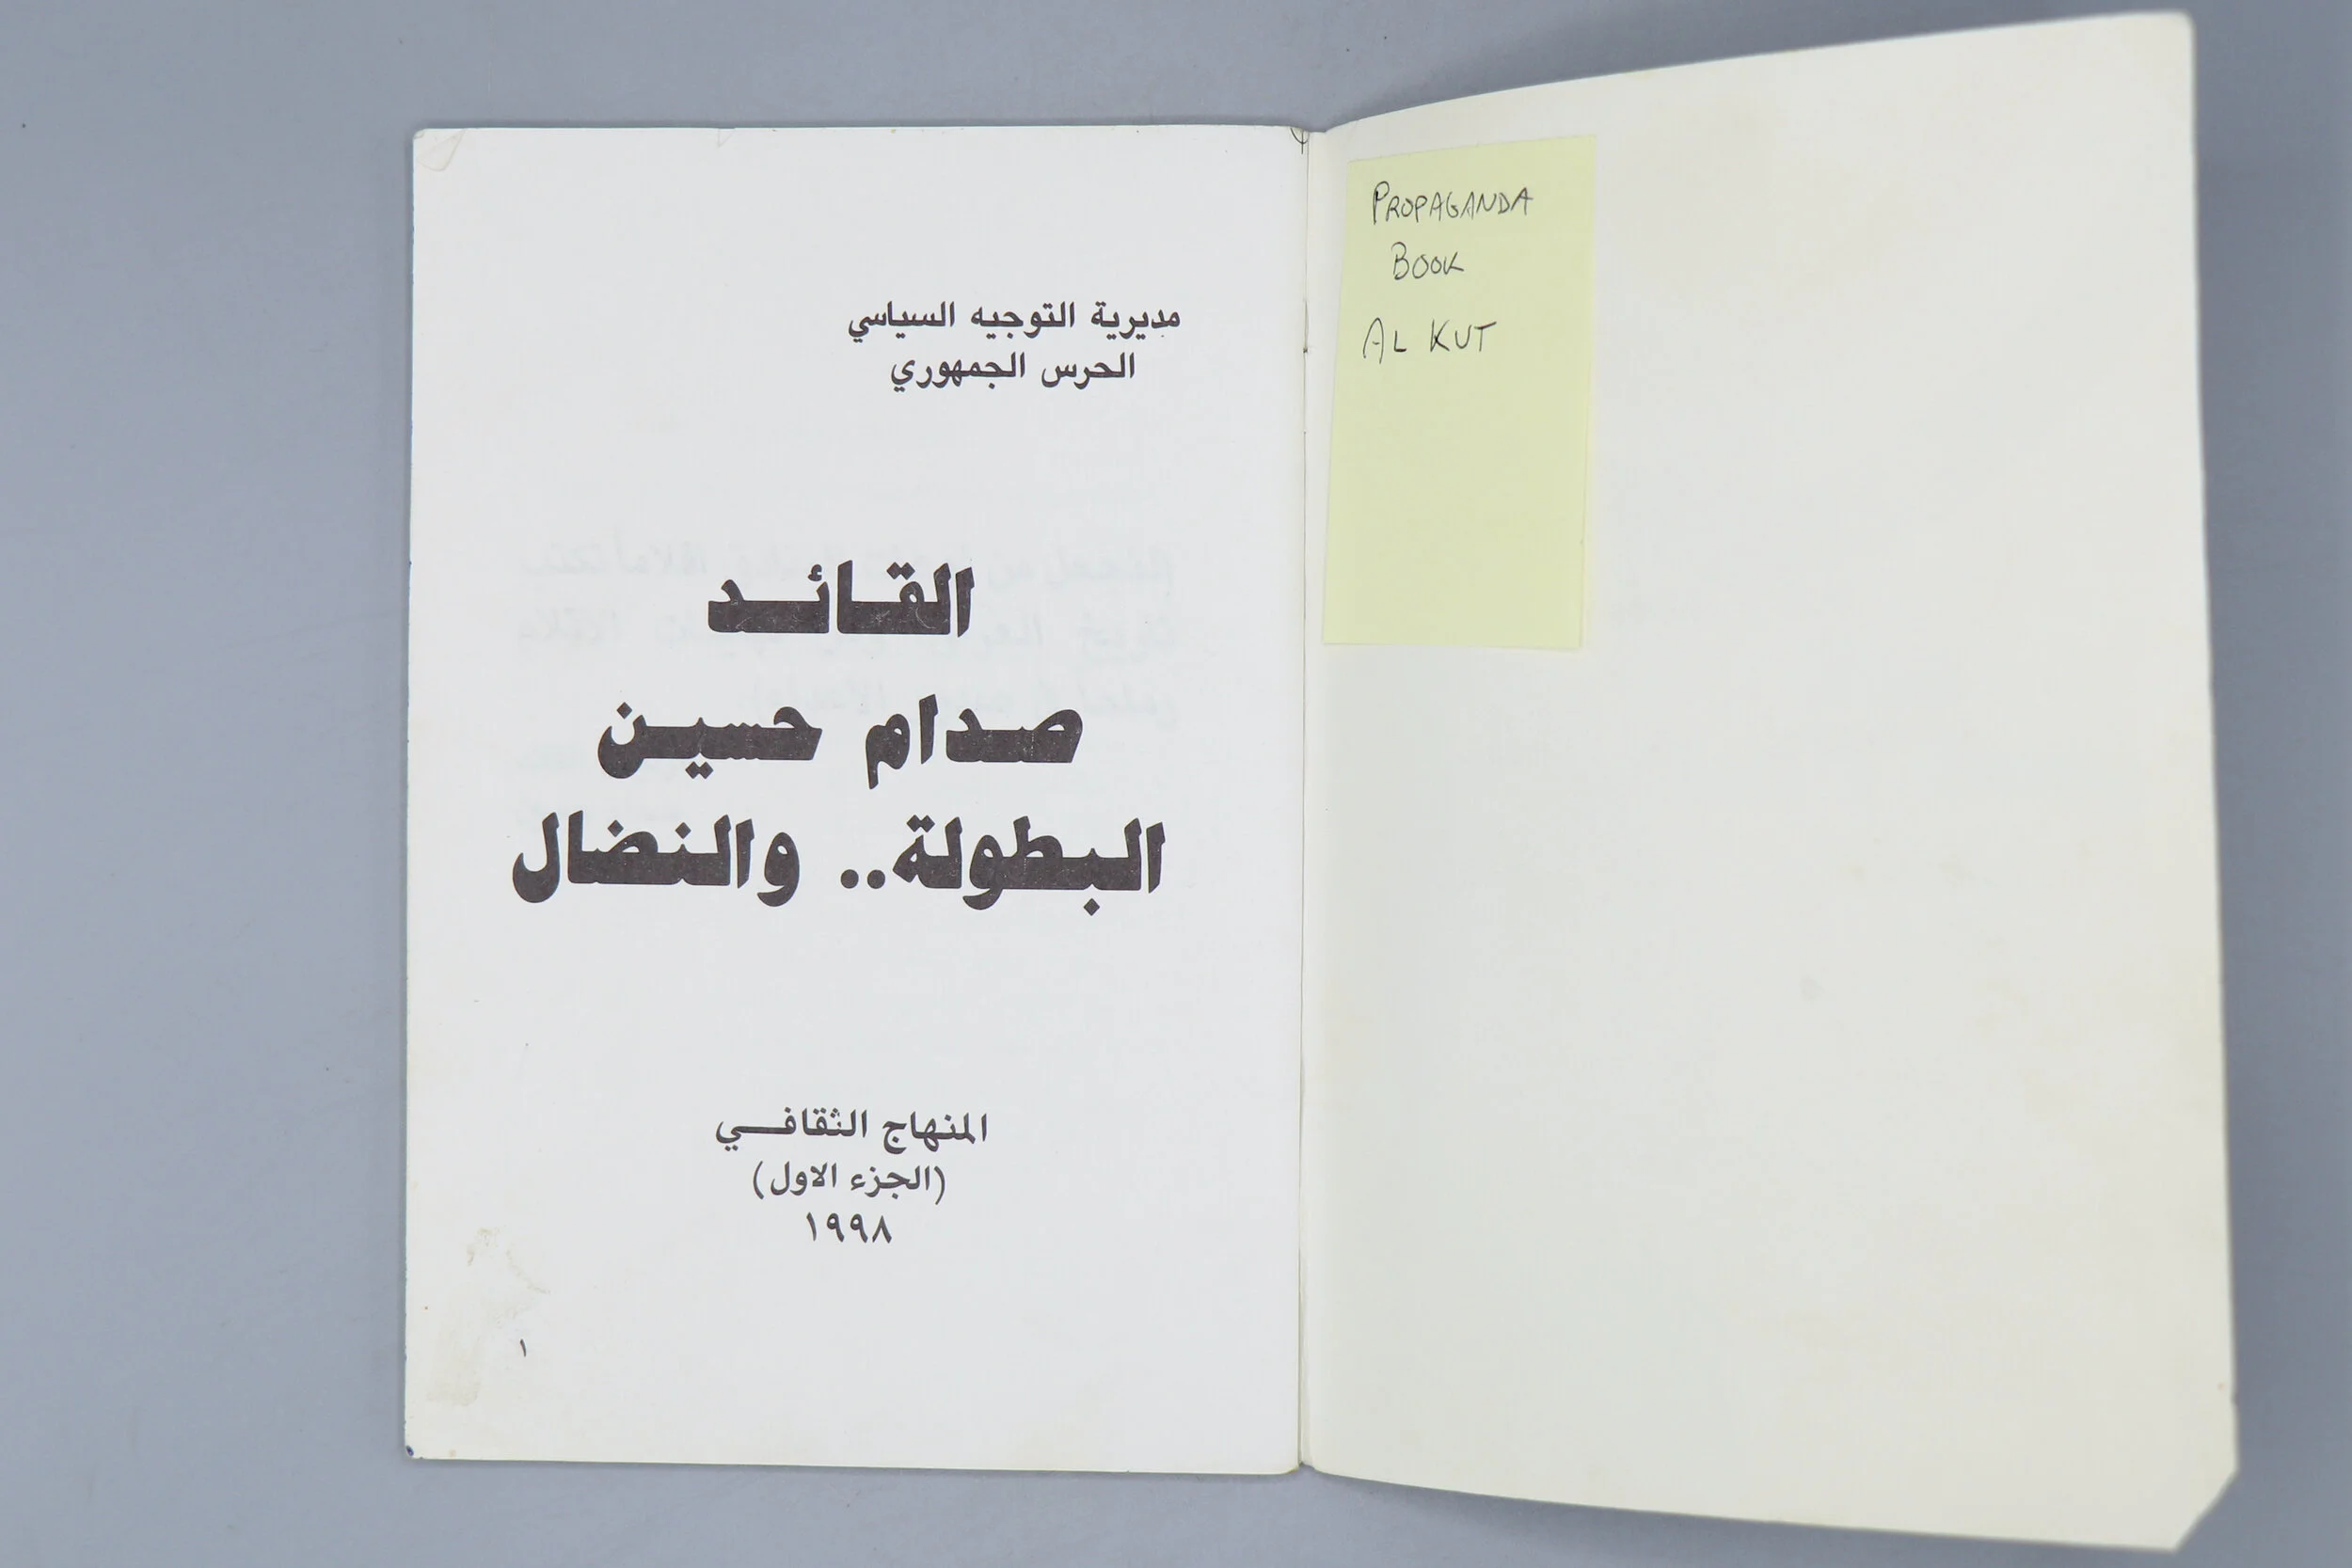 PROPAGANDA
BOOK
AL KUT
مديرية التوجيه السياسي
الحرس الجمهوري
القائد
صدام حسين
البطولة.. والنضال
المنهاج الثقافي
(الجزء الاول)
١٩٩٨
١